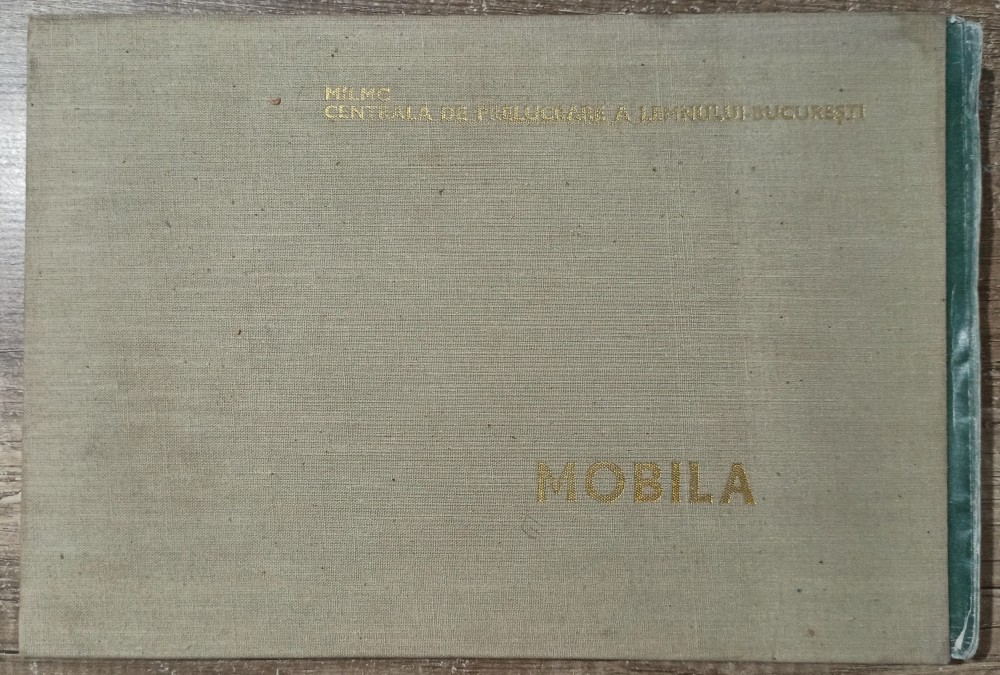 MILMC
CENTRALA DE PRELUCRARE A LEMNULUI-BUCUREȘTI
MOBILA